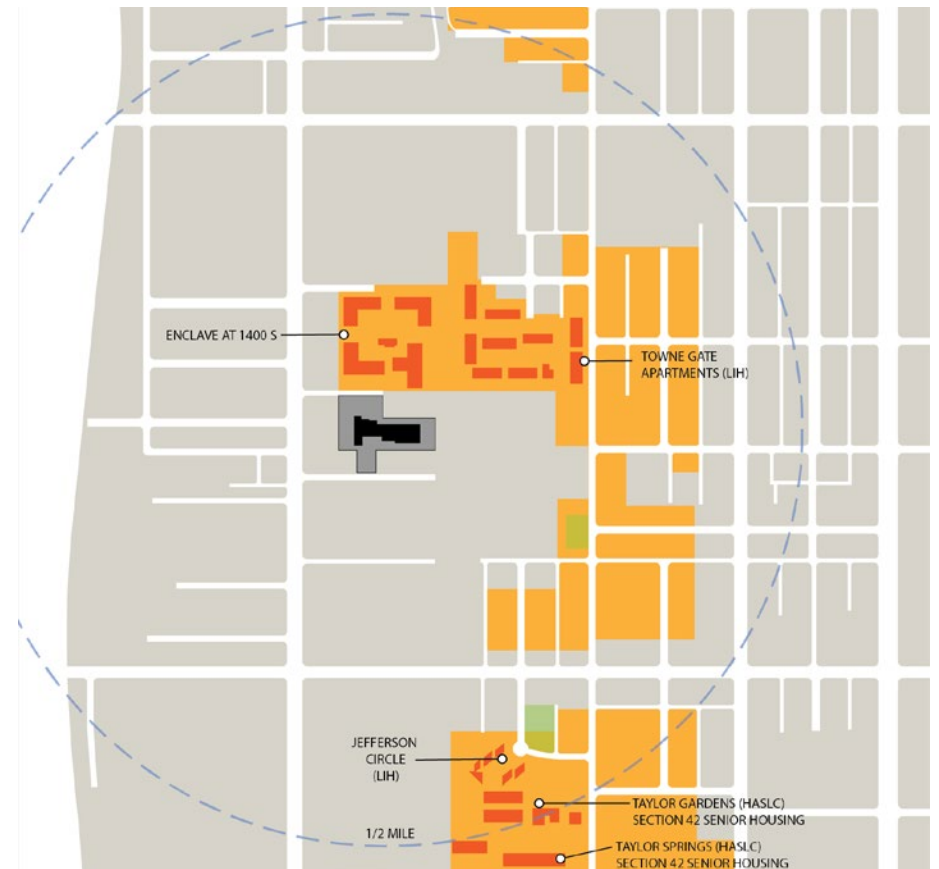 ENCLAVE AT 1400 S
TOWNE GATE
APARTMENTS (LIH)
JEFFERSON
CIRCLE
(LIH)
TAYLOR GARDENS (HASLC)
SECTION 42 SENIOR HOUSING
1/2 MILE
TAYLOR SPRINGS (HASLC)
SECTION 42 SENIOR HOUSING